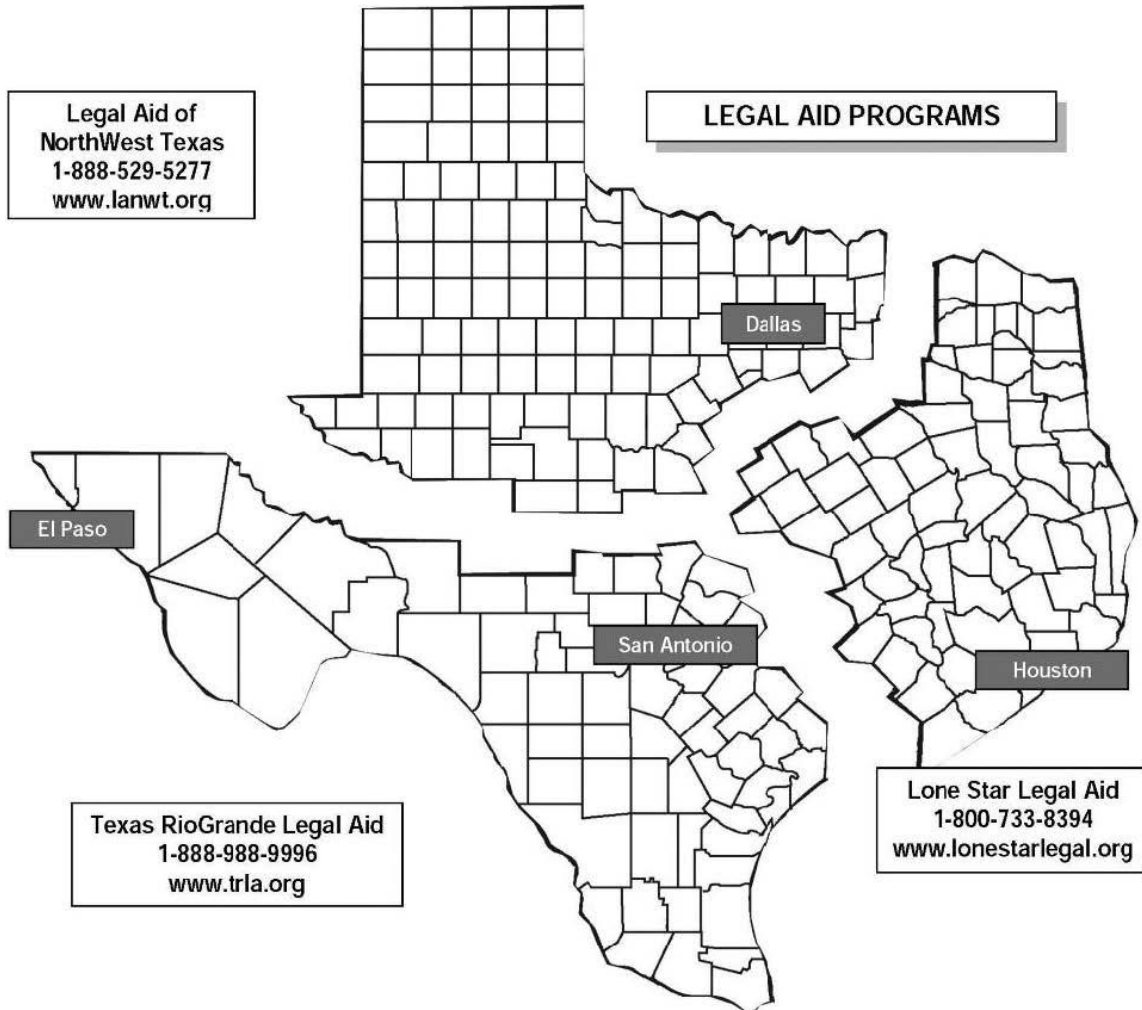 LEGAL AID PROGRAMS
Legal Aid of
NorthWest Texas
1-888-529-5277
www.lanwt.org
Dallas
El Paso
San Antonio
Houston
Texas RioGrande Legal Aid
1-888-988-9996
www.trla.org
Lone Star Legal Aid
1-800-733-8394
www.lonestarlegal.org